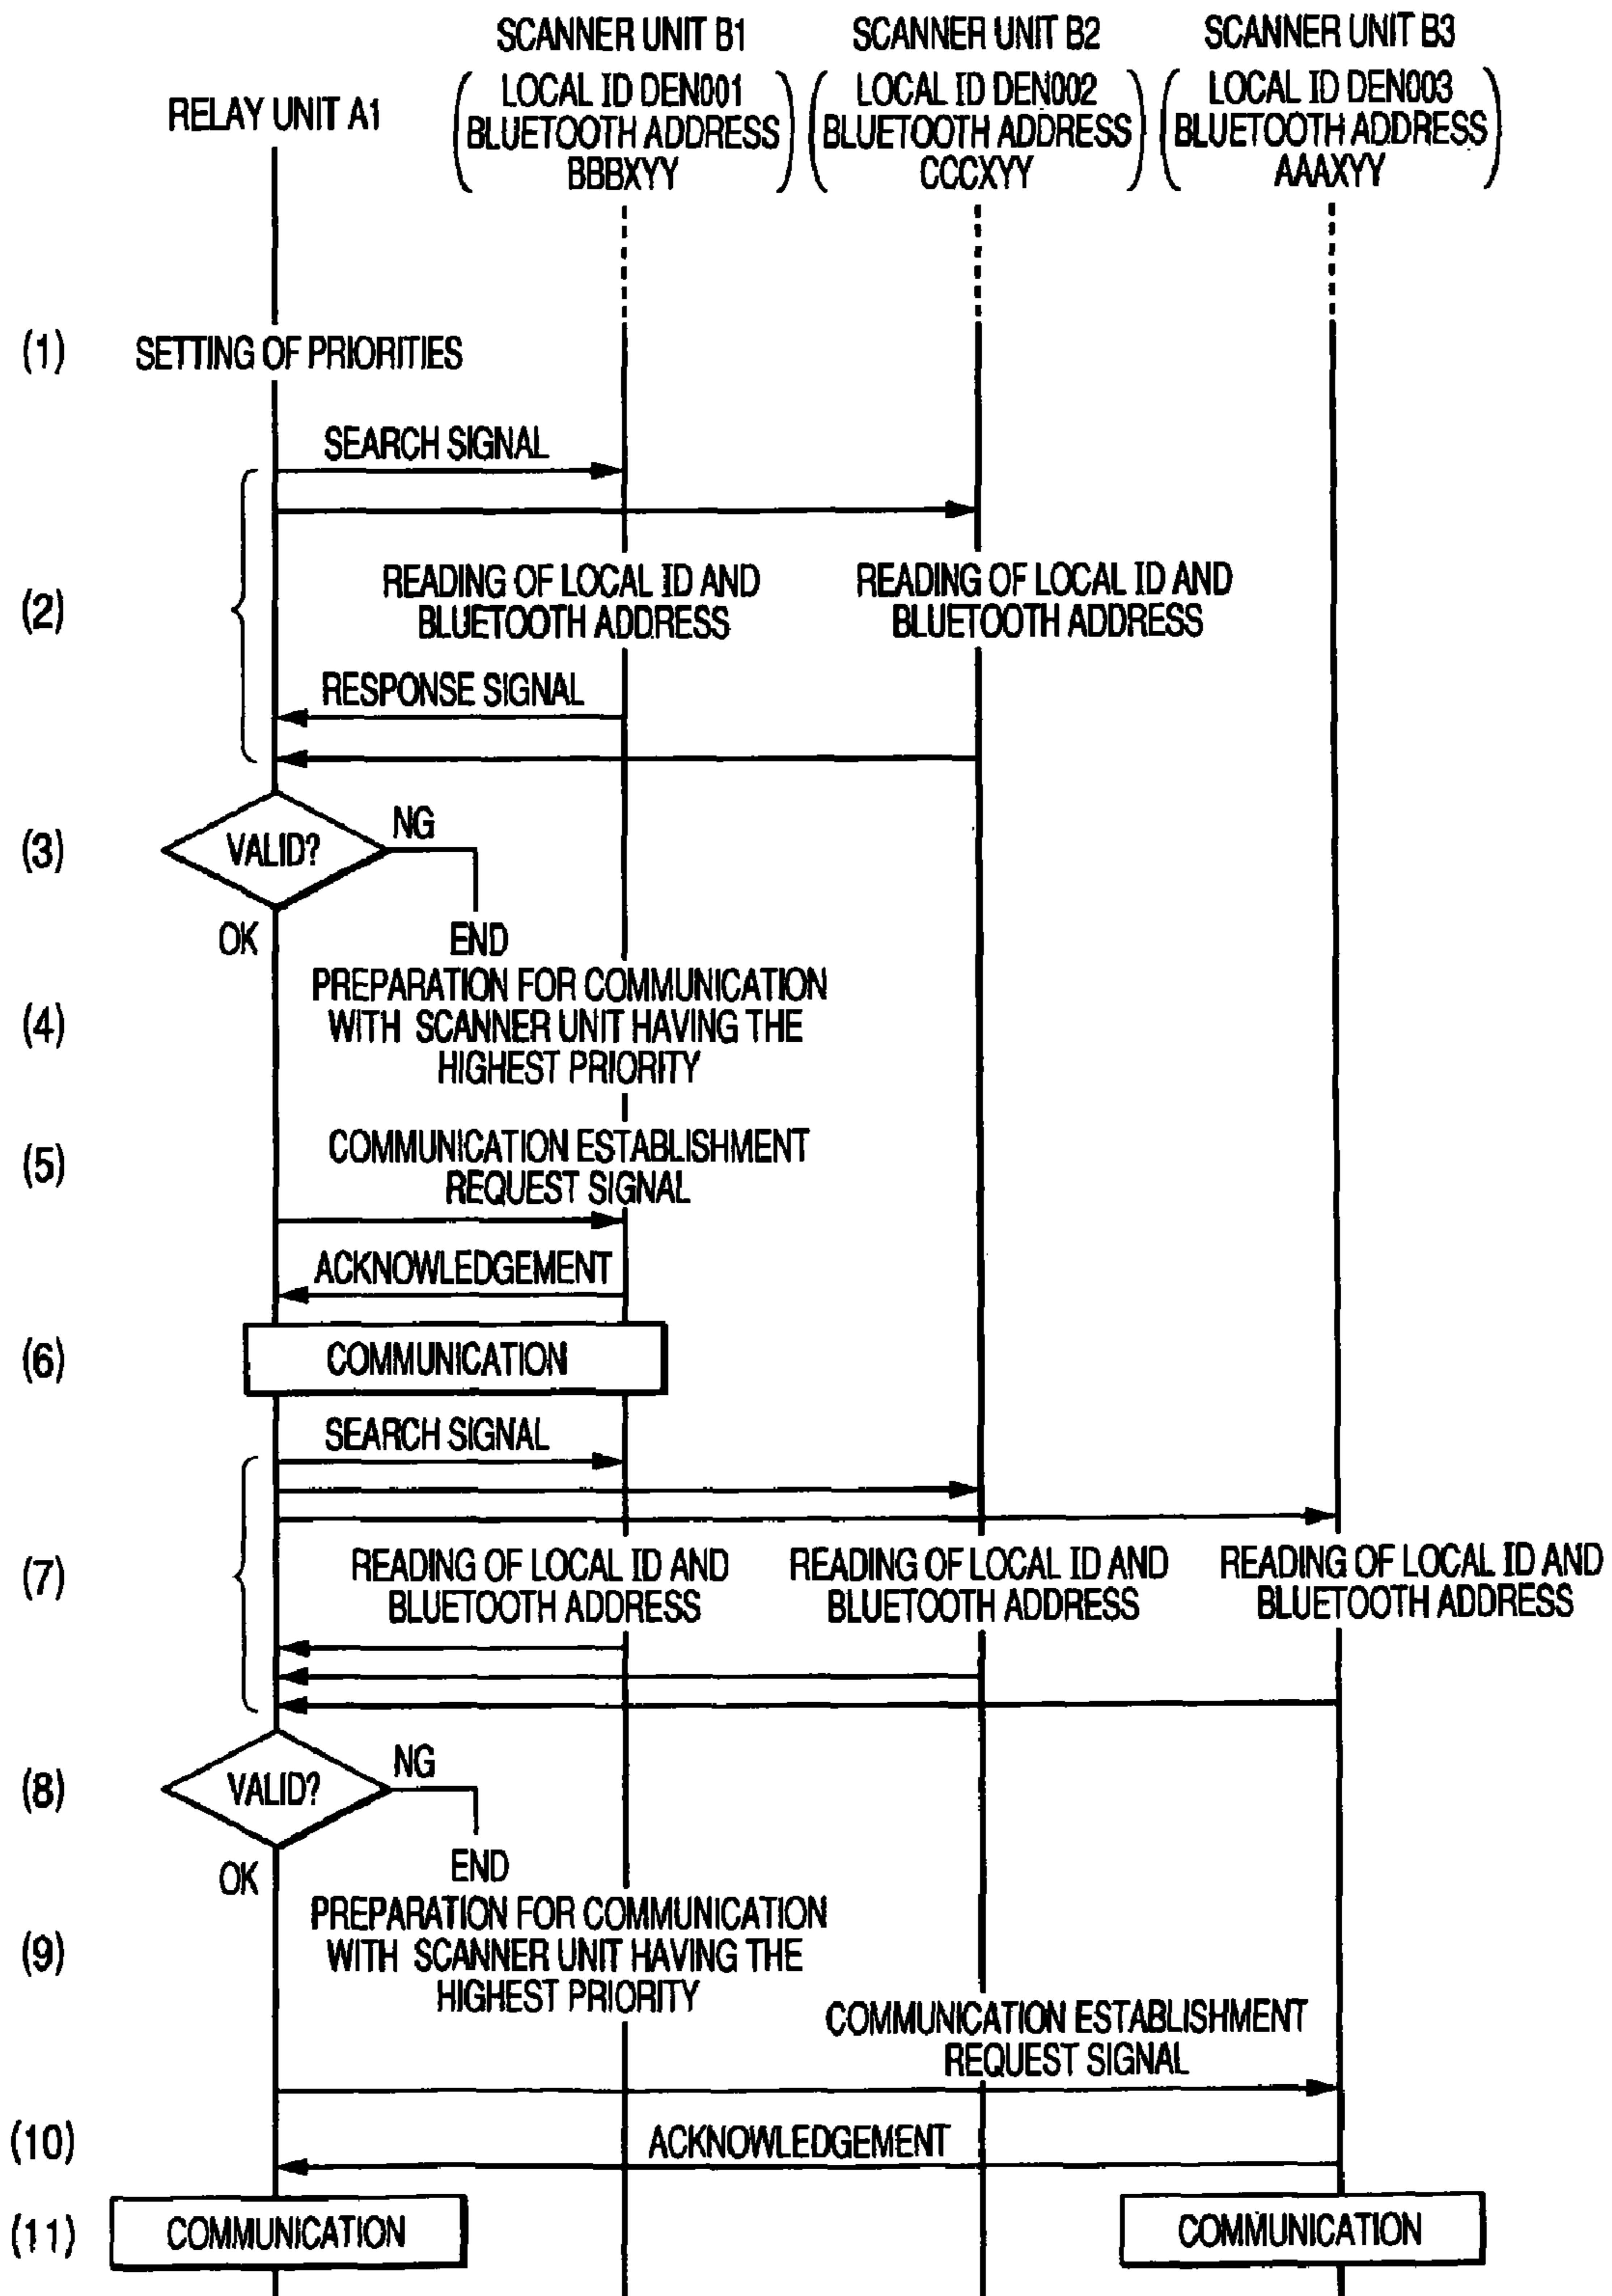 SCANNER UNIT B1
SCANNER UNIT B2
SCANNER UNIT B3
RELAY UNIT A1
LOCAL ID DEN001
BLUETOOTH ADDRESS
BBBXYY
LOCAL ID DEN002
BLUETOOTH ADDRESS
CCCXYY
LOCAL ID DEN003
BLUETOOTH ADDRESS
AAAXYY
(1)
SETTING OF PRIORITIES
SEARCH SIGNAL
(2)
READING OF LOCAL ID AND
BLUETOOTH ADDRESS
READING OF LOCAL ID AND
BLUETOOTH ADDRESS
RESPONSE SIGNAL
(3)
VALID?
NG
OK
END
(4)
PREPARATION FOR COMMUNICATION
WITH SCANNER UNIT HAVING THE
HIGHEST PRIORITY
(5)
COMMUNICATION ESTABLISHMENT
REQUEST SIGNAL
ACKNOWLEDGEMENT
(6)
COMMUNICATION
SEARCH SIGNAL
(7)
READING OF LOCAL ID AND
BLUETOOTH ADDRESS
READING OF LOCAL ID AND
BLUETOOTH ADDRESS
READING OF LOCAL ID AND
BLUETOOTH ADDRESS
(8)
VALID?
NG
OK
END
(9)
PREPARATION FOR COMMUNICATION
WITH SCANNER UNIT HAVING THE
HIGHEST PRIORITY
COMMUNICATION ESTABLISHMENT
REQUEST SIGNAL
(10)
ACKNOWLEDGEMENT
(11)
COMMUNICATION
COMMUNICATION